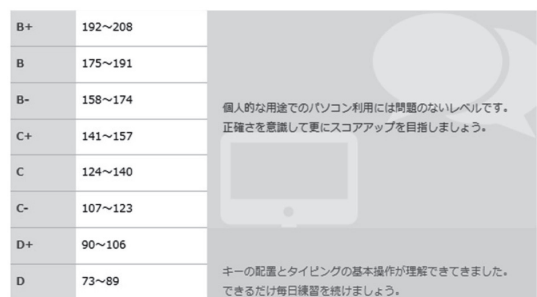 B+ 192～208
B 175～191
B- 158～174
個人的な用途でのパソコン利用には問題のないレベルです。
正確さを意識して更にスコアアップを目指しましょう。
C+ 141～157
C 124～140
C- 107～123
D+ 90～106
キーの配置とタイピングの基本操作が理解できてきました。
D 73～89
できるだけ毎日練習を続けましょう。